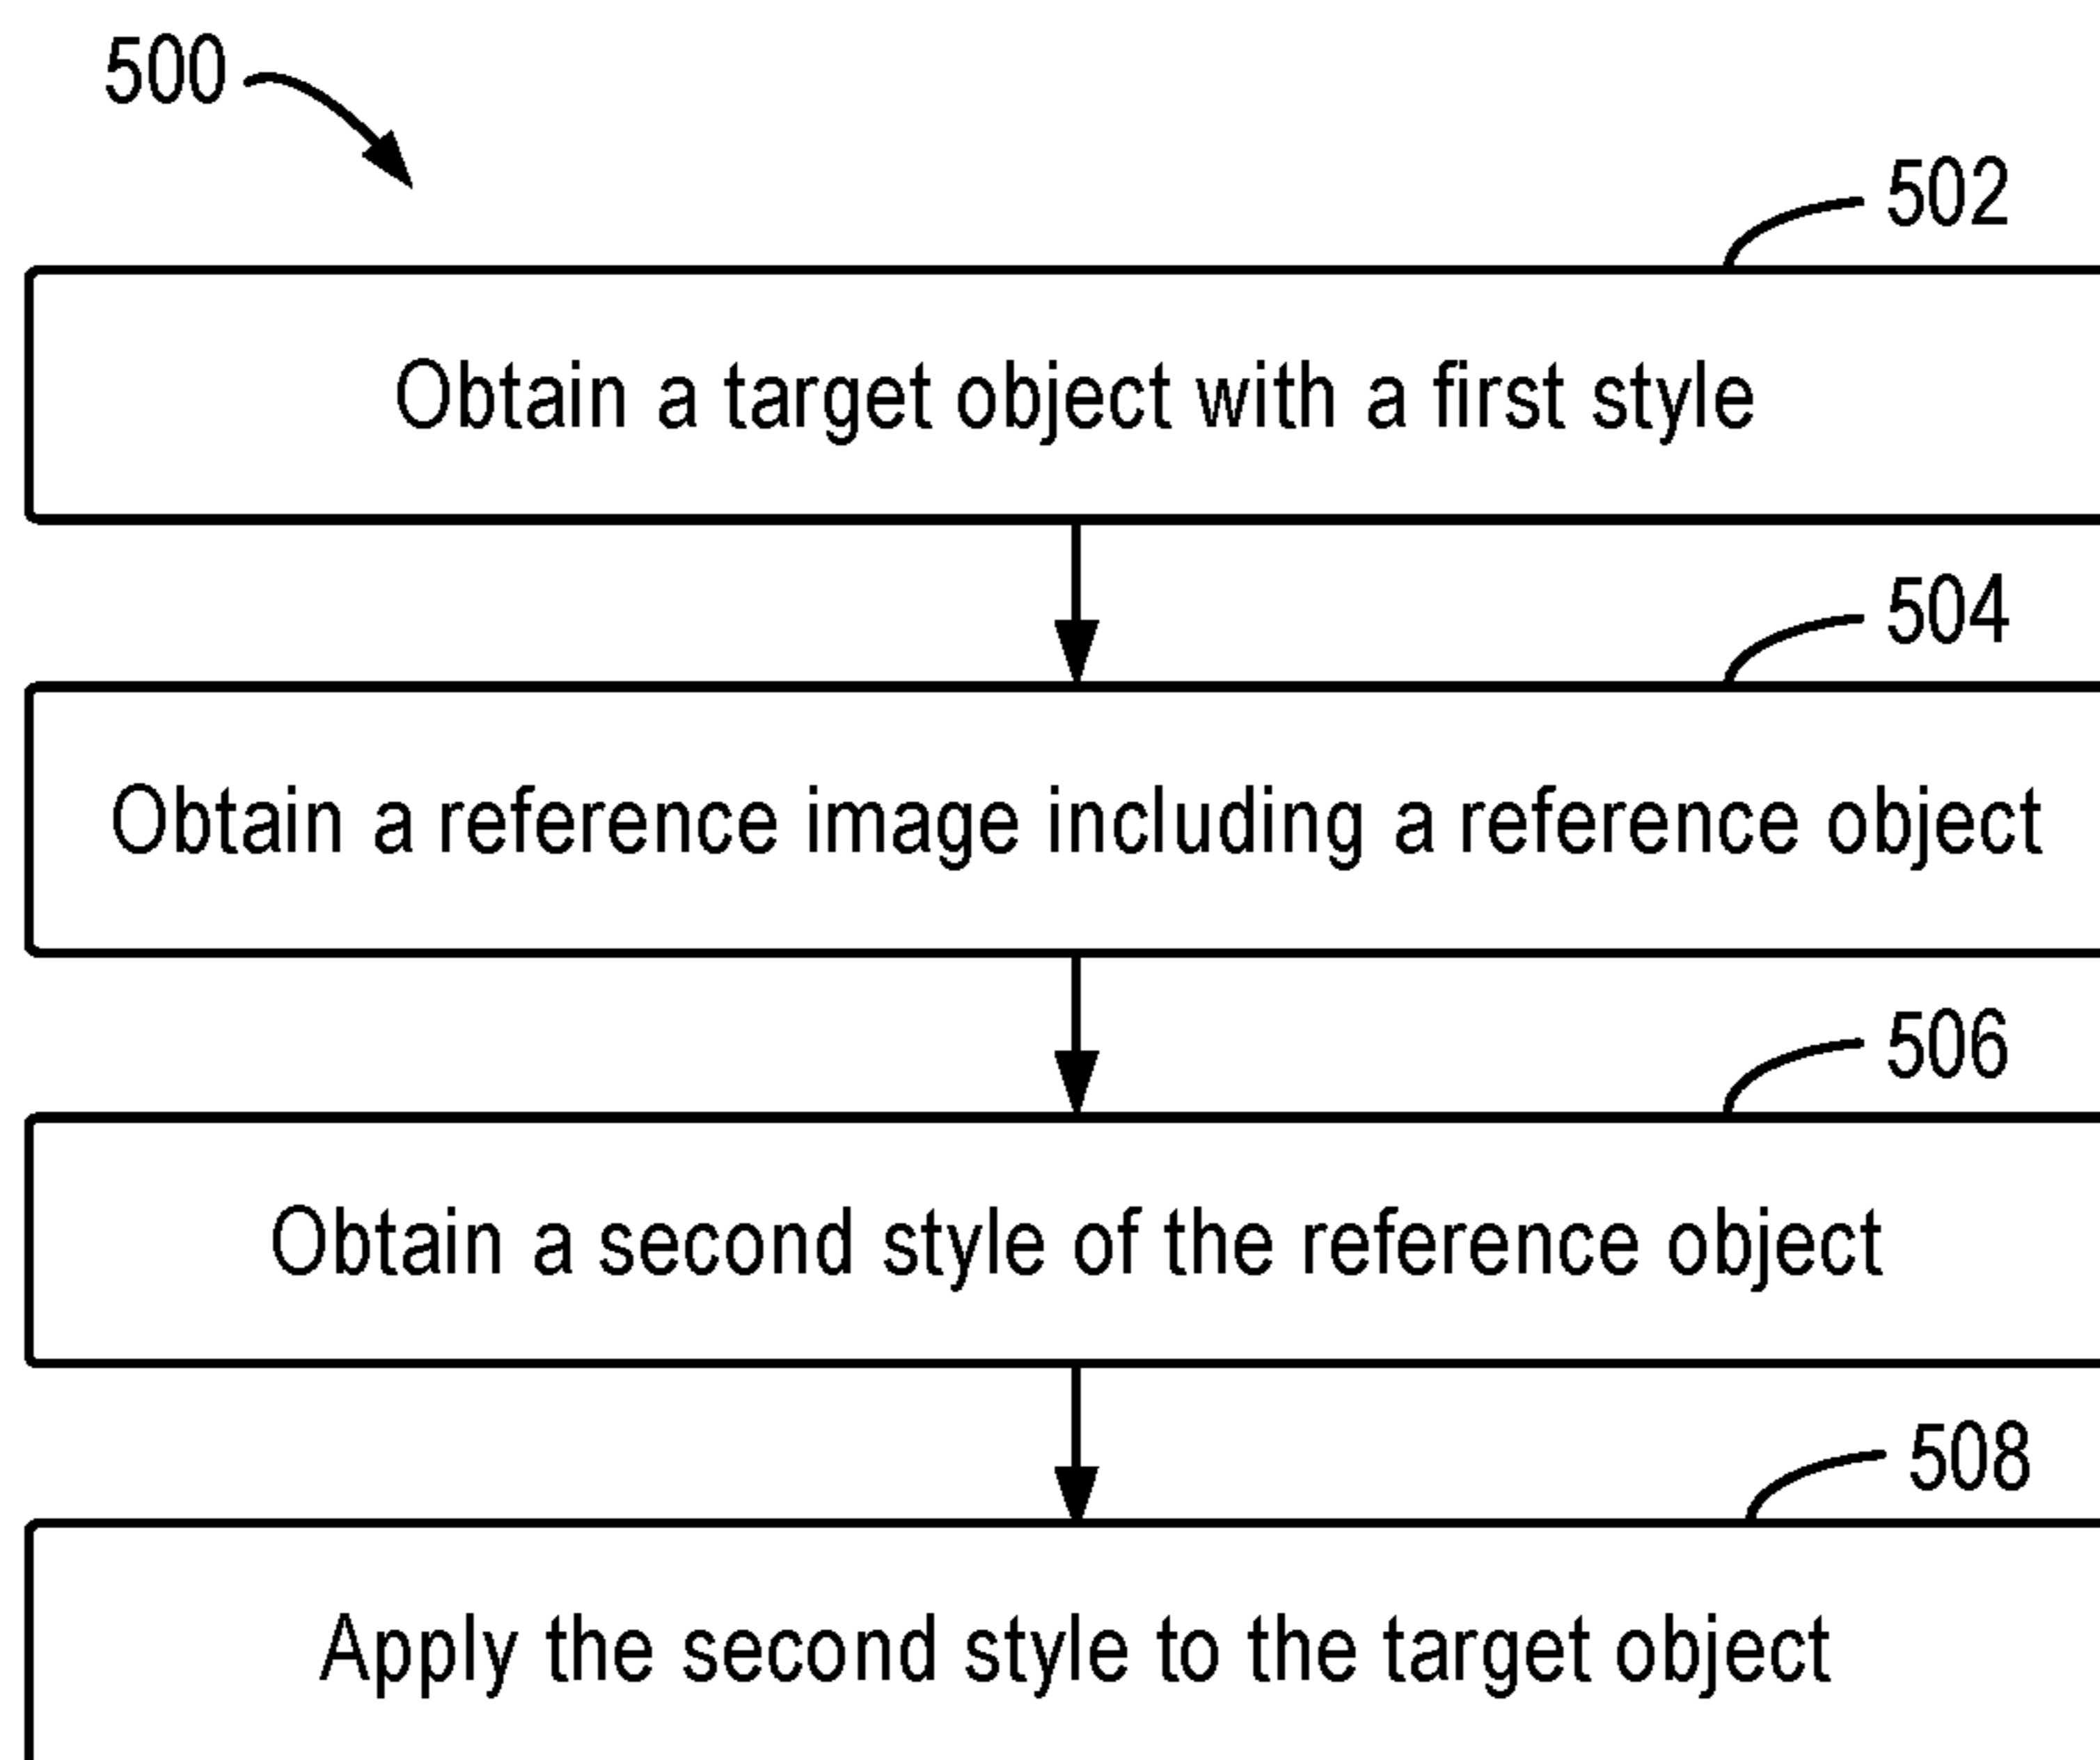 500
502
Obtain a target object with a first style
504
Obtain a reference image including a reference object
506
Obtain a second style of the reference object
508
Apply the second style to the target object